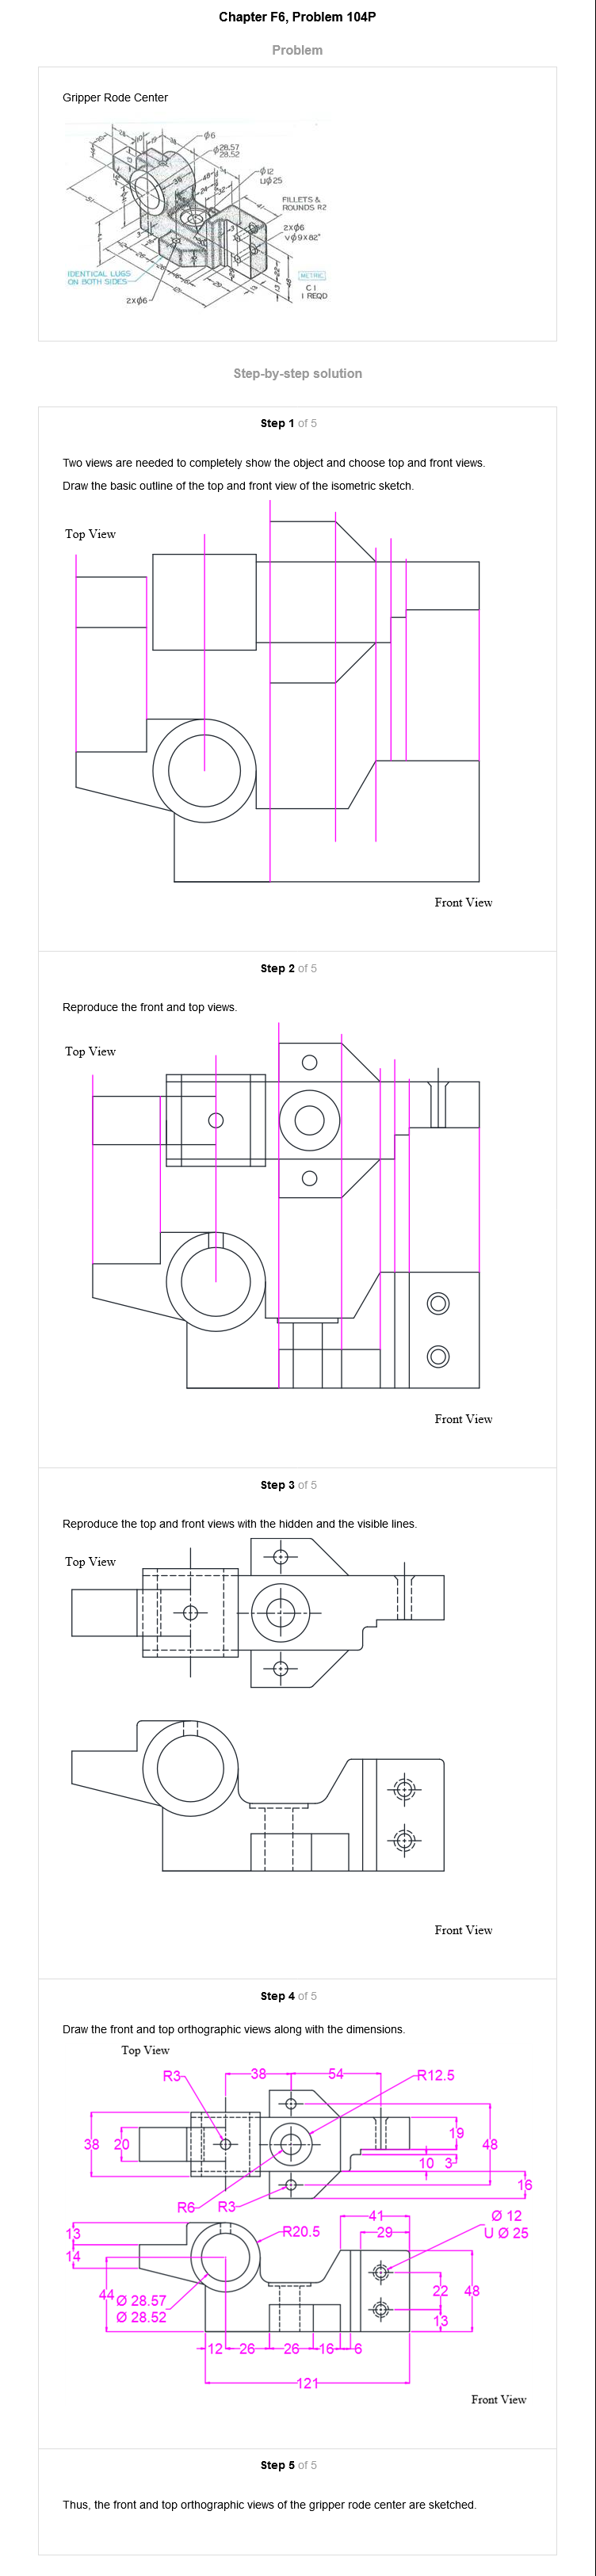 Chapter F6, Problem 104P
Problem
Gripper Rode Center
Ø6
Ø28.57
28.52
Ø12
UØ25
FILLETS &
ROUNDS R2
2XØ6
VØ9X82°
IDENTICAL LUGS
ON BOTH SIDES
2XØ6
METRIC
C I
1 REQD
Step-by-step solution
Step 1 of 5
Two views are needed to completely show the object and choose top and front views.
Draw the basic outline of the top and front view of the isometric sketch.
Top View
Front View
Step 2 of 5
Reproduce the front and top views.
Top View
Front View
Step 3 of 5
Reproduce the top and front views with the hidden and the visible lines.
Top View
Front View
Step 4 of 5
Draw the front and top orthographic views along with the dimensions.
Top View
R3
38
54
R12.5
38
20
19
48
10
3
16
R6
R3
13
14
R20.5
41
29
Ø 12
U Ø 25
44
Ø 28.57
Ø 28.52
22
48
13
12
26
26
16
6
121
Front View
Step 5 of 5
Thus, the front and top orthographic views of the gripper rode center are sketched.